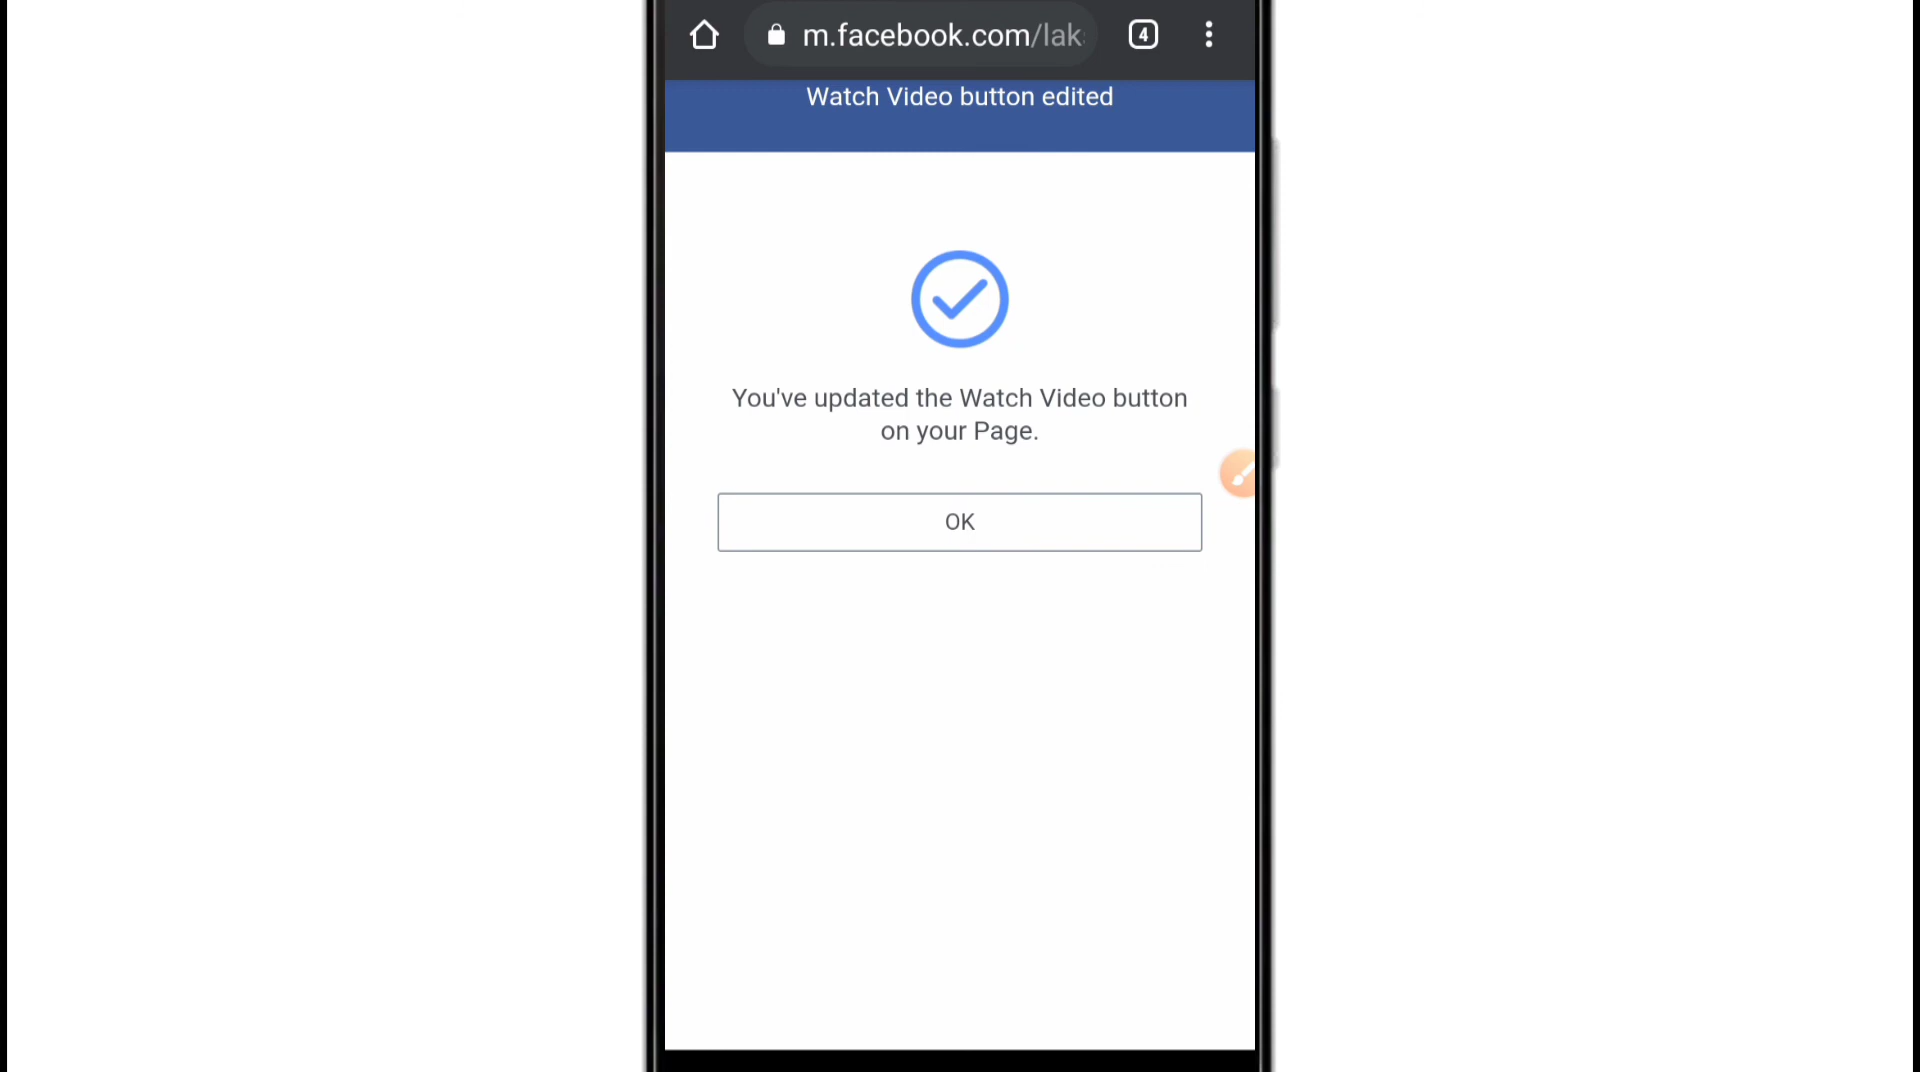 m.facebook.com/lak
4
Watch Video button edited
You've updated the Watch Video button
on your Page.
OK